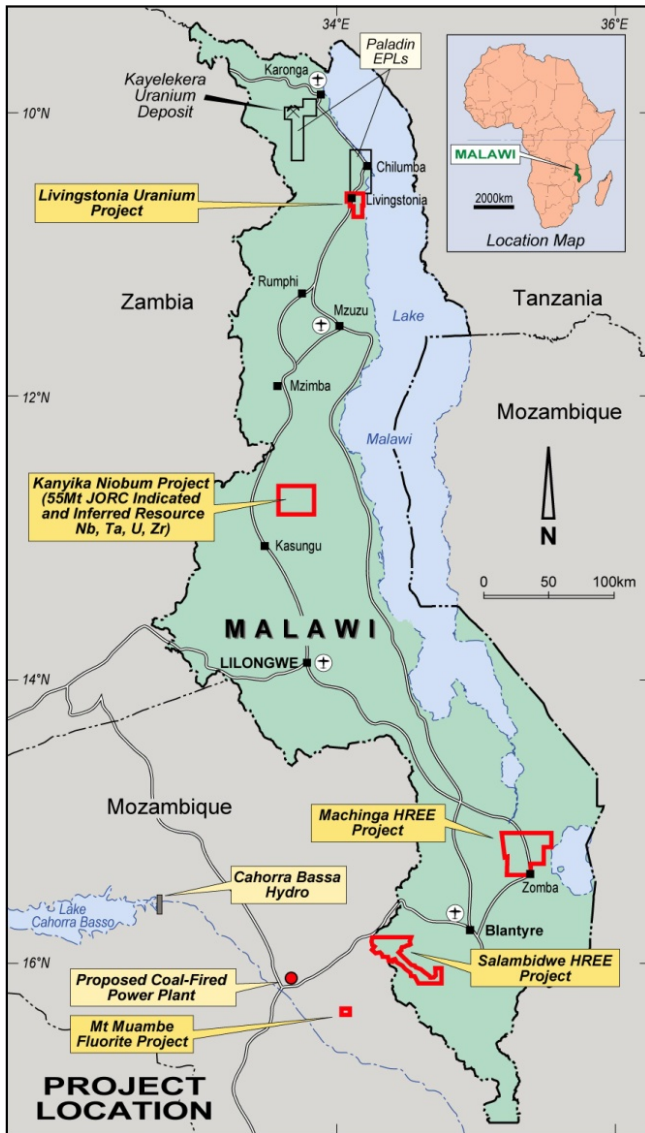 34°E
36°E
Paladin
EPLs
Karonga
Kayelekera
Uranium
Deposit
10°N
Chilumba
Livingstonia Uranium
Project
Livingstonia
MALAWI
2000km
Location Map
Zambia
Rumphi
Mzuzu
Lake
Tanzania
12°N
Mzimba
Malawi
Mozambique
Kanyika Niobum Project
(55Mt JORC Indicated
and Inferred Resource
Nb, Ta, U, Zr)
N
Kasungu
0 50 100km
MALAWI
LILONGWE
14°N
Mozambique
Machinga HREE
Project
Cahorra Bassa
Hydro
Zomba
Lake
Cahorra Basso
Blantyre
16°N
Salambidwe HREE
Project
Proposed Coal-Fired
Power Plant
Mt Muambe
Fluorite Project
PROJECT
LOCATION